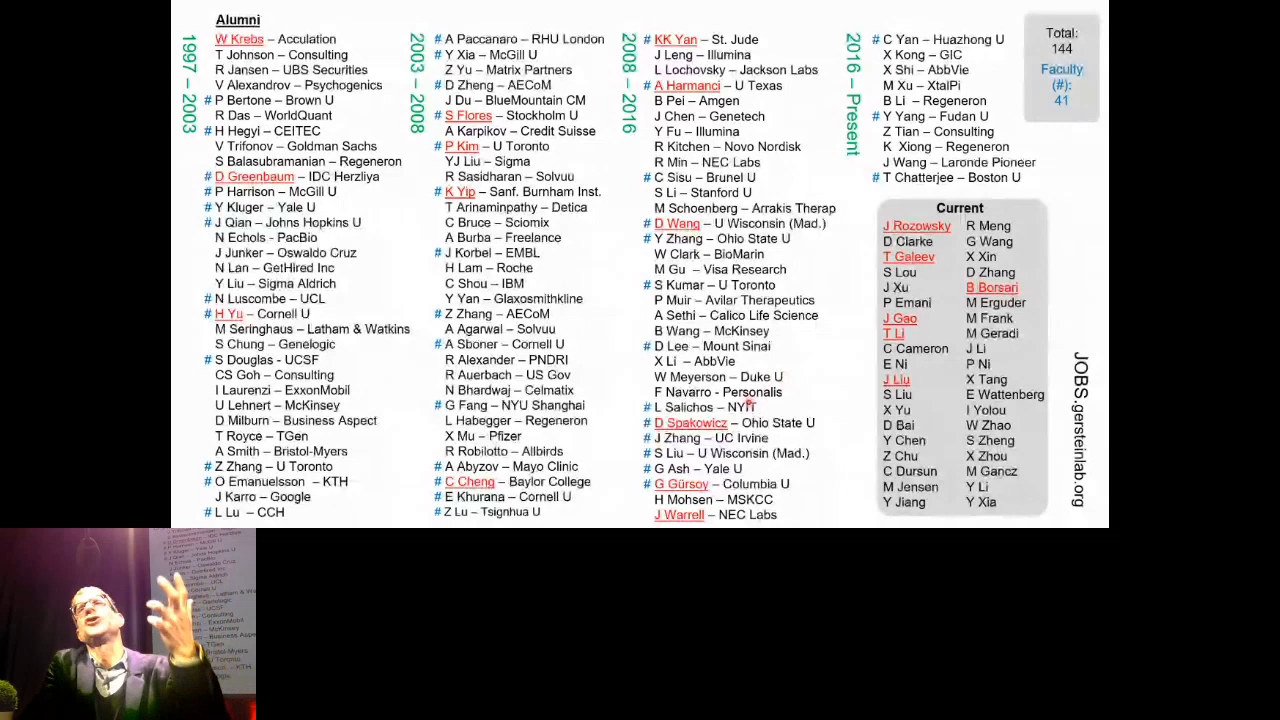 Alumni
1997 – 2003
W Krebs – Acculation
T Johnson – Consulting
R Jansen – UBS Securities
V Alexandrov – Psychogenics
# P Bertone – Brown U
R Das – WorldQuant
# H Hegyi – CEITEC
V Trifonov – Goldman Sachs
S Balasubramanian – Regeneron
# D Greenbaum – IDC Herzliya
# P Harrison – McGill U
# Y Kluger – Yale U
# J Qian – Johns Hopkins U
N Echols – PacBio
J Junker – Oswaldo Cruz
N Lan – GetHired Inc
Y Liu – Sigma Aldrich
# N Luscombe – UCL
# H Yu – Cornell U
M Seringhaus – Latham & Watkins
S Chung – Genelogic
# S Douglas - UCSF
CS Goh – Consulting
I Laurenzi – ExxonMobil
U Lehnert – McKinsey
D Milburn – Business Aspect
T Royce – TGen
A Smith – Bristol-Myers
# Z Zhang – U Toronto
# O Emanuelsson – KTH
J Karro – Google
# L Lu – CCH
2003 – 2008
# A Paccanaro – RHU London
# Y Xia – McGill U
Z Yu – Matrix Partners
# D Zheng – AECoM
J Du – BlueMountain CM
# S Flores – Stockholm U
A Karpikov – Credit Suisse
# P Kim – U Toronto
YJ Liu – Sigma
R Sasidharan – Solvuu
# K Yip – Sanf. Burnham Inst.
T Arinaminpathy – Detica
C Bruce – Sciomix
A Burba – Freelance
# J Korbel – EMBL
H Lam – Roche
C Shou – IBM
Y Yan – Glaxosmithkline
# Z Zhang – AECoM
A Agarwal – Solvuu
# A Sboner – Cornell U
R Alexander – PNDRI
R Auerbach – US Gov
N Bhardwaj – Celmatix
# G Fang – NYU Shanghai
L Habegger – Regeneron
X Mu – Pfizer
R Robilotto – Allbirds
# A Abyzov – Mayo Clinic
# C Cheng – Baylor College
# E Khurana – Cornell U
# Z Lu – Tsignhua U
2008 – 2016
# KK Yan – St. Jude
J Leng – Illumina
L Lochovsky – Jackson Labs
# A Harmanci – U Texas
B Pei – Amgen
J Chen – Genetech
Y Fu – Illumina
R Kitchen – Novo Nordisk
R Min – NEC Labs
# C Sisu – Brunel U
S Li – Stanford U
M Schoenberg – Arrakis Therap
# D Wang – U Wisconsin (Mad.)
# Y Zhang – Ohio State U
W Clark – BioMarin
M Gu – Visa Research
# S Kumar – U Toronto
P Muir – Avilar Therapeutics
A Sethi – Calico Life Science
B Wang – McKinsey
# D Lee – Mount Sinai
X Li – AbbVie
W Meyerson – Duke U
F Navarro - Personalis
# L Salichos – NYIT
# D Spakowicz – Ohio State U
# J Zhang – UC Irvine
# S Liu – U Wisconsin (Mad.)
# G Ash – Yale U
# G Gürsoy – Columbia U
H Mohsen – MSKCC
J Warrell – NEC Labs
2016 – Present
# C Yan – Huazhong U
X Kong – GIC
X Shi – AbbVie
M Xu – XtalPi
B Li – Regeneron
# Y Yang – Fudan U
Z Tian – Consulting
K Xiong – Regeneron
J Wang – Laronde Pioneer
# T Chatterjee – Boston U
Total:
144
Faculty
(#):
41
Current
J Rozowsky
D Clarke
T Galeev
S Lou
J Xu
P Emani
J Gao
T Li
C Cameron
E Ni
J Liu
S Liu
X Yu
D Bai
Y Chen
Z Chu
C Dursun
M Jensen
Y Jiang
R Meng
G Wang
X Xin
D Zhang
B Borsari
M Erguder
M Frank
M Geradi
J Li
P Ni
X Tang
E Wattenberg
I Yolou
W Zhao
S Zheng
X Zhou
M Gancz
Y Li
Y Xia
JOBS.gersteinlab.org